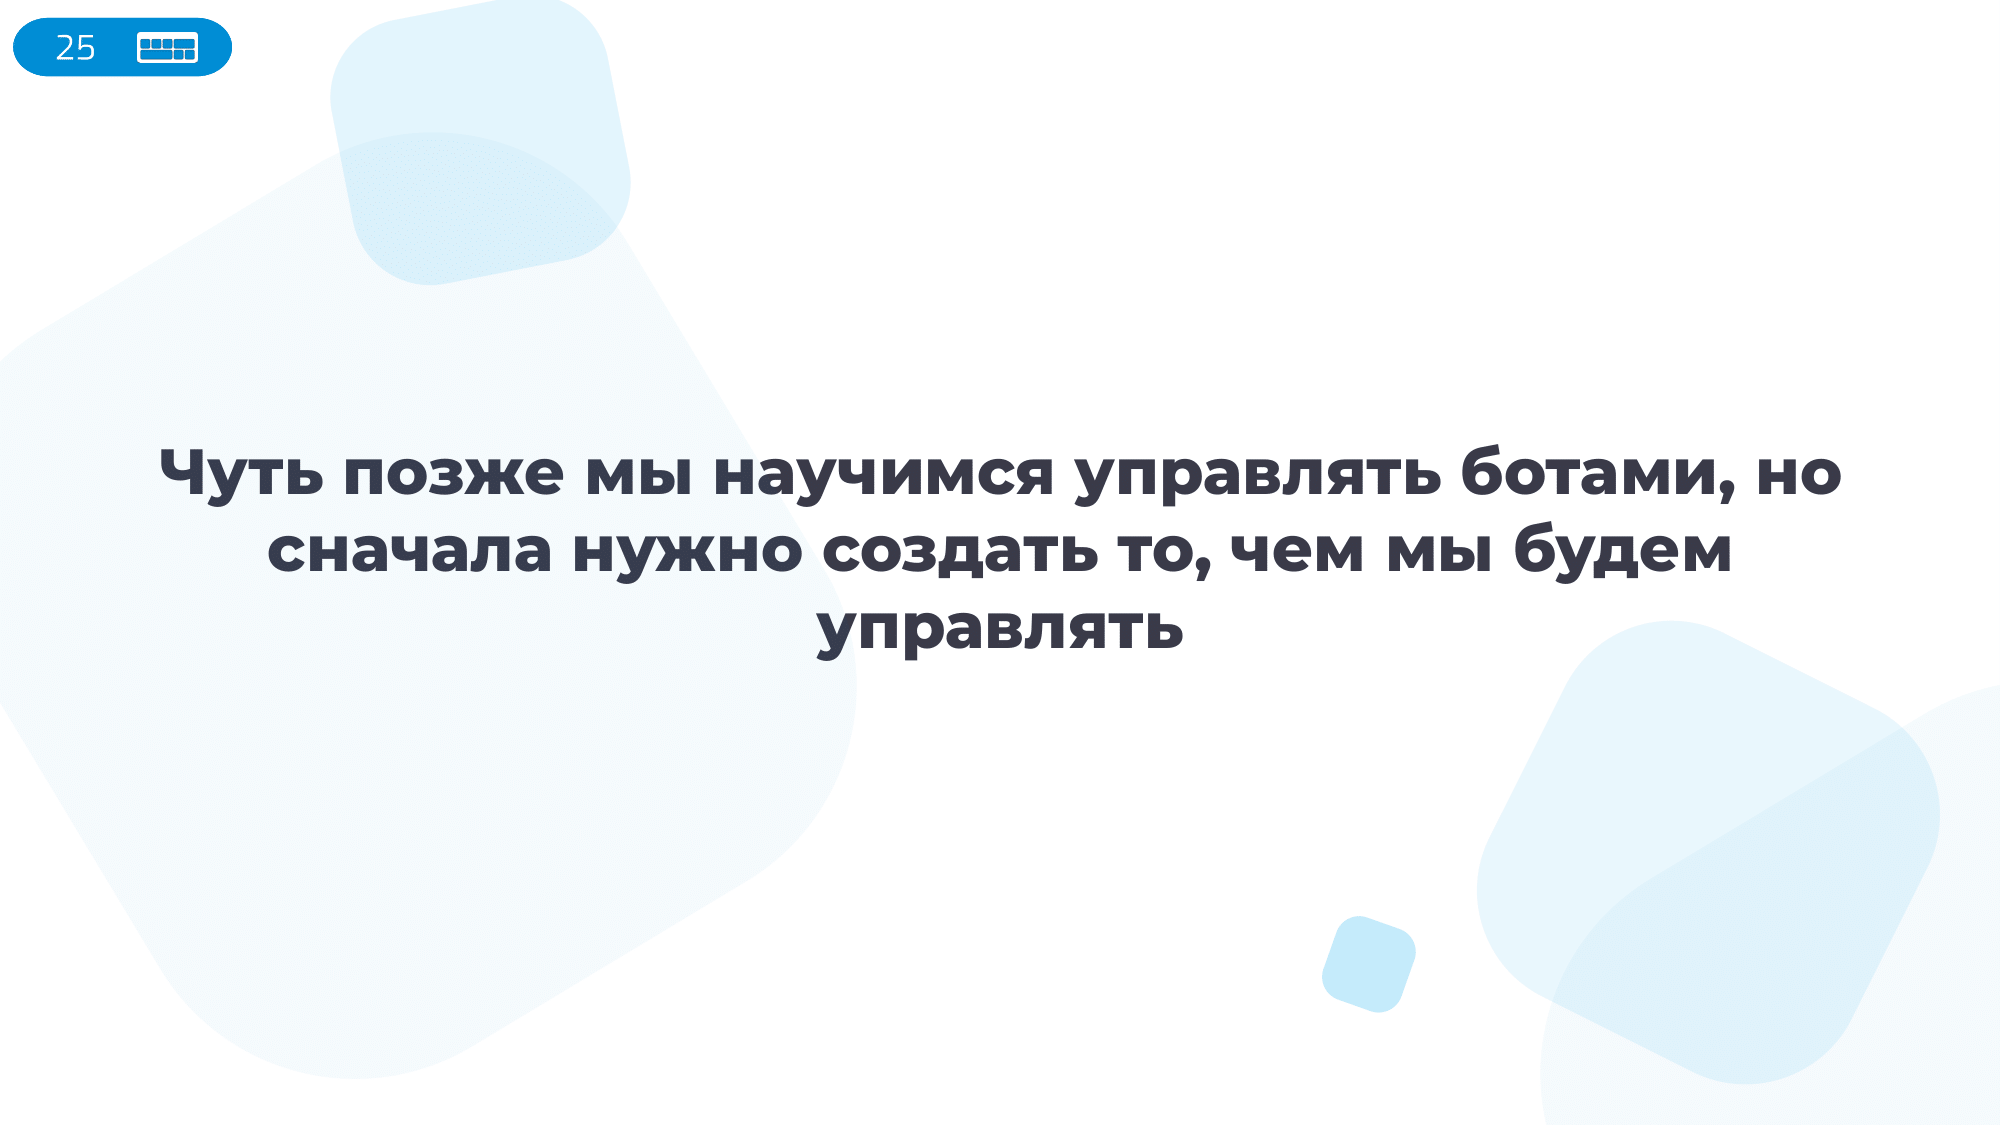 25
Чуть позже мы научимся управлять ботами, но
сначала нужно создать то, чем мы будем
управлять